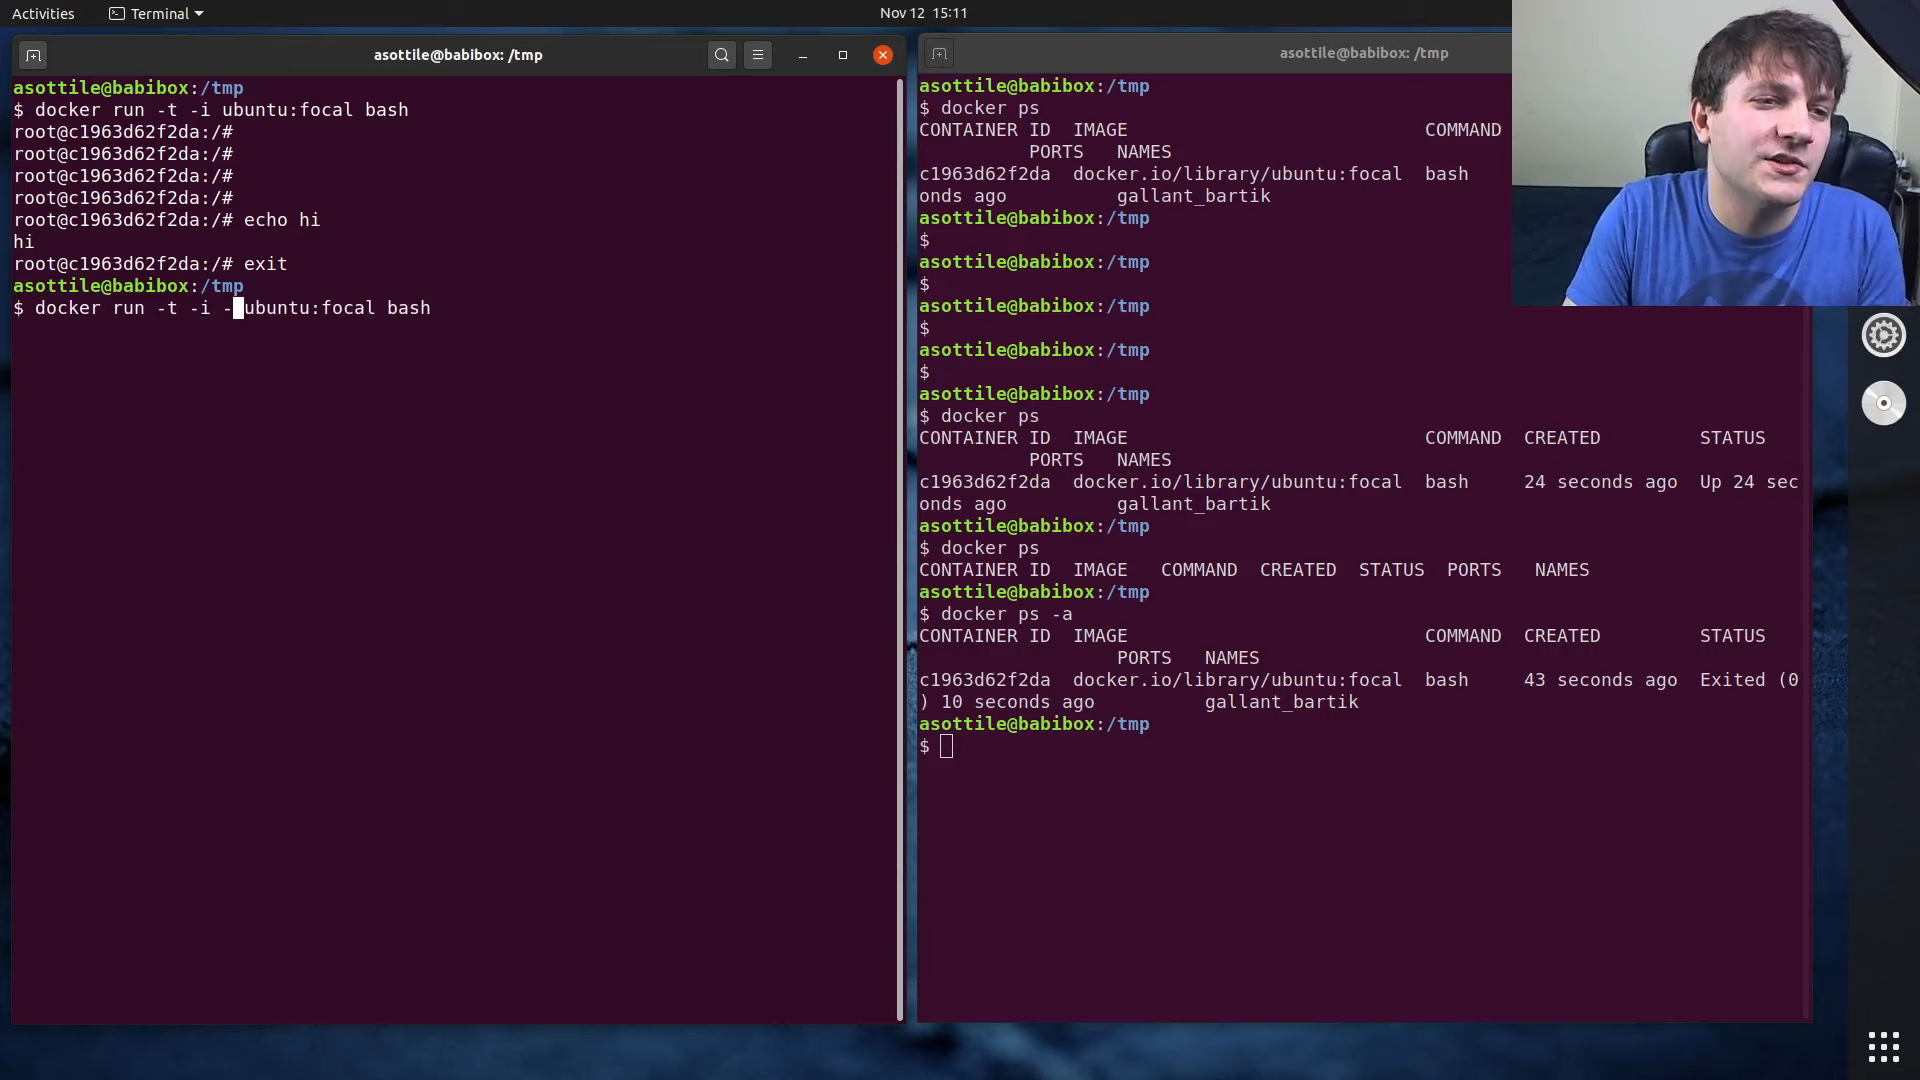 Activities
Terminal
Nov 12 15:11
asottile@babibox: /tmp
asottile@babibox:/tmp
$ docker run -t -i ubuntu:focal bash
root@c1963d62f2da:/#
root@c1963d62f2da:/#
root@c1963d62f2da:/#
root@c1963d62f2da:/#
root@c1963d62f2da:/# echo hi
hi
root@c1963d62f2da:/# exit
asottile@babibox:/tmp
$ docker run -t -i - ubuntu:focal bash
asottile@babibox: /tmp
asottile@babibox:/tmp
$ docker ps
CONTAINER ID  IMAGE                           COMMAND
          PORTS   NAMES
c1963d62f2da  docker.io/library/ubuntu:focal  bash
onds ago          gallant_bartik
asottile@babibox:/tmp
$
asottile@babibox:/tmp
$
asottile@babibox:/tmp
$
asottile@babibox:/tmp
$
asottile@babibox:/tmp
$ docker ps
CONTAINER ID  IMAGE                           COMMAND  CREATED         STATUS
          PORTS   NAMES
c1963d62f2da  docker.io/library/ubuntu:focal  bash     24 seconds ago  Up 24 sec
onds ago          gallant_bartik
asottile@babibox:/tmp
$ docker ps
CONTAINER ID  IMAGE   COMMAND  CREATED  STATUS  PORTS   NAMES
asottile@babibox:/tmp
$ docker ps -a
CONTAINER ID  IMAGE                           COMMAND  CREATED         STATUS
                  PORTS   NAMES
c1963d62f2da  docker.io/library/ubuntu:focal  bash     43 seconds ago  Exited (0
) 10 seconds ago          gallant_bartik
asottile@babibox:/tmp
$